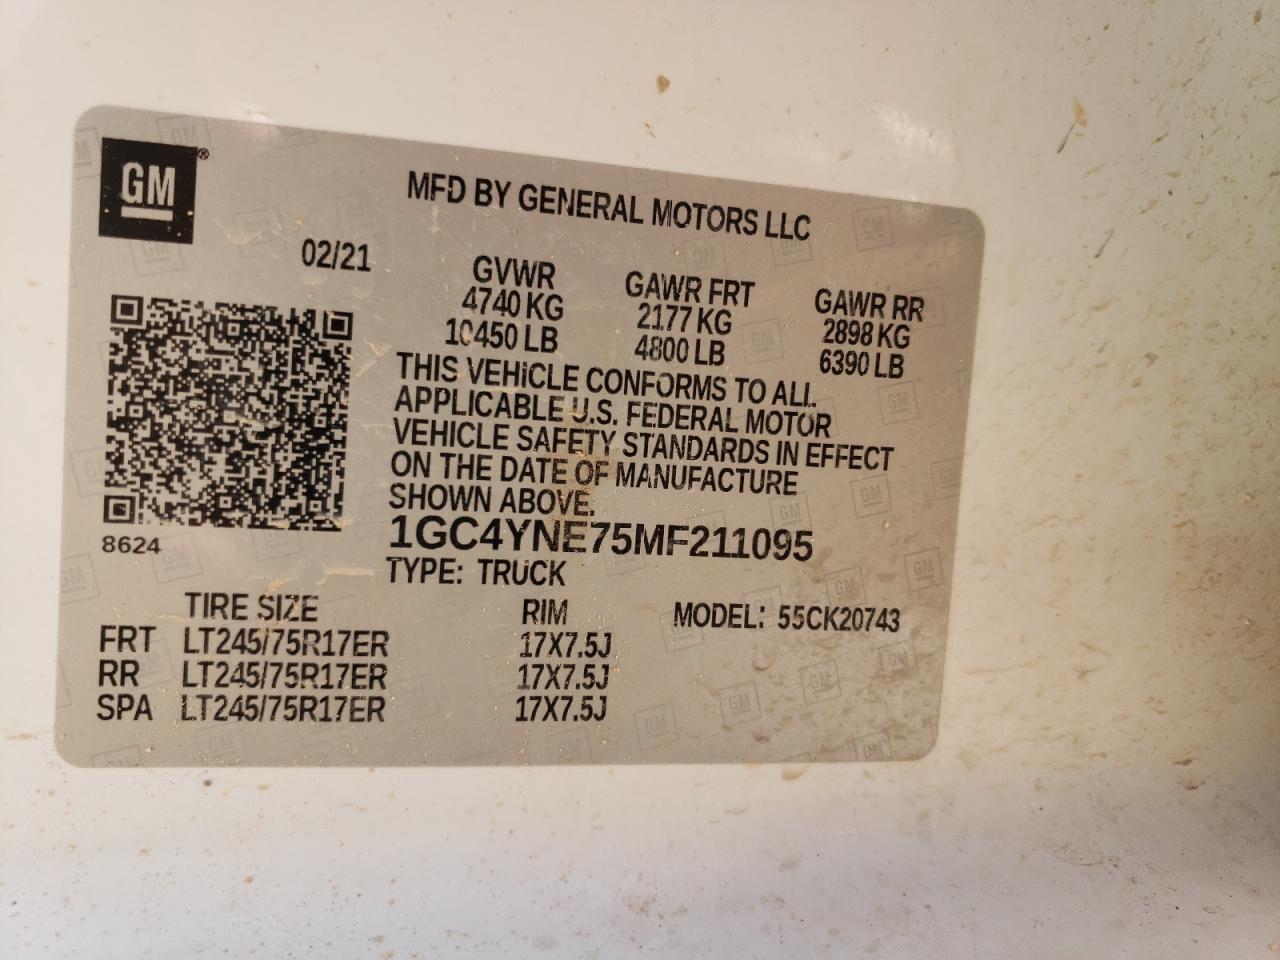 GM®
MFD BY GENERAL MOTORS LLC
02/21
GVWR GAWR FRT GAWR RR
4740 KG 2177 KG 2898 KG
10450 LB 4800 LB 6390 LB
THIS VEHICLE CONFORMS TO ALL
APPLICABLE U.S. FEDERAL MOTOR
VEHICLE SAFETY STANDARDS IN EFFECT
ON THE DATE OF MANUFACTURE
SHOWN ABOVE.
8624
1GC4YNE75MF211095
TYPE: TRUCK
TIRE SIZE RIM MODEL: 55CK20743
FRT LT245/75R17ER 17X7.5J
RR LT245/75R17ER 17X7.5J
SPA LT245/75R17ER 17X7.5J